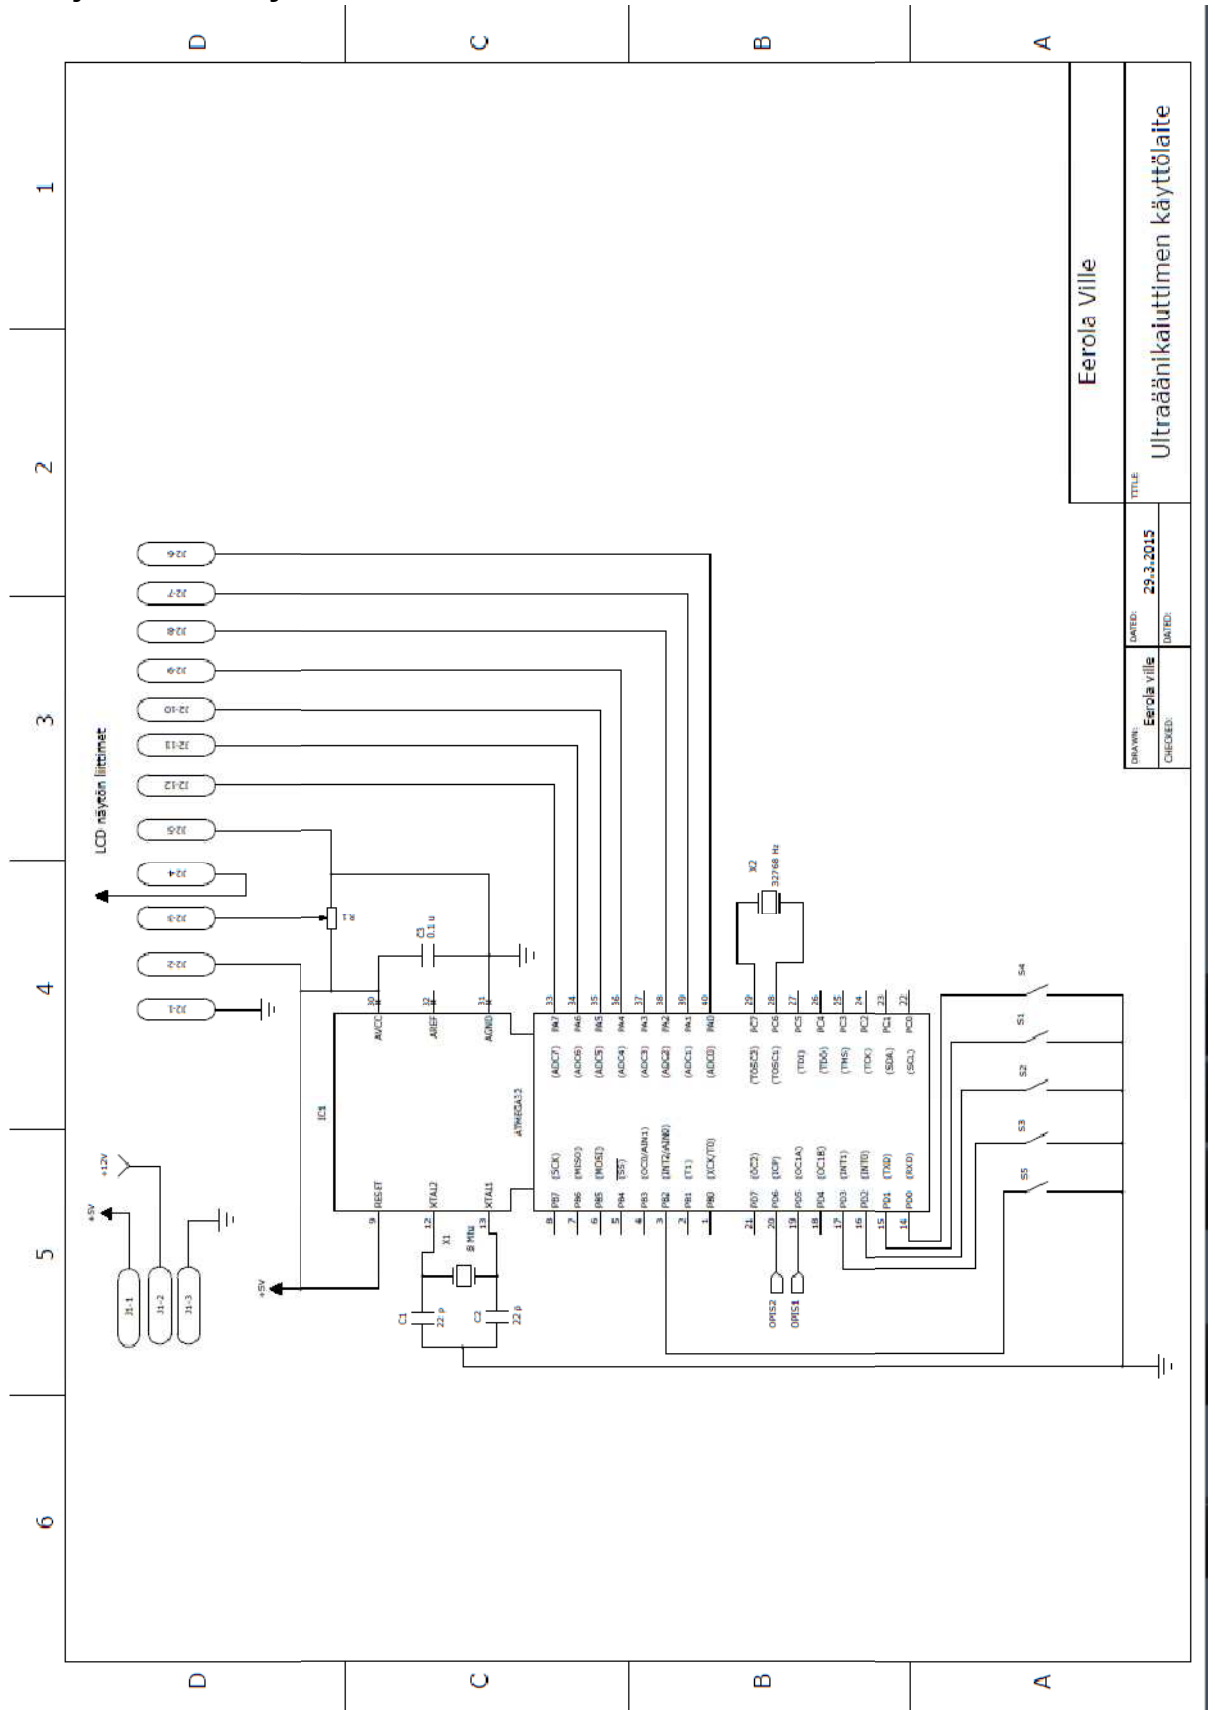 D
C
B
A
1
2
3
4
5
6
D
C
B
A
LCD näytön liittimet
J2-6
J2-7
J2-8
J2-9
J2-10
J2-11
J2-12
J2-5
J2-4
J2-3
J2-2
J2-1
J1-1
J1-2
J1-3
+5V
+12V
+5V
C3
0.1 u
IC1
ATMEGA32
AVCC 30
AREF 32
AGND 31
RESET 9
XTAL2 12
XTAL1 13
X1
8 MHz
C1
22 p
C2
22 p
(ADC7) PA7 33
(ADC6) PA6 34
(ADC5) PA5 35
(ADC4) PA4 36
(ADC3) PA3 37
(ADC2) PA2 38
(ADC1) PA1 39
(ADC0) PA0 40
(TOSC2) PC7 29
(TOSC1) PC6 28
(TDI) PC5 27
(TDO) PC4 26
(TMS) PC3 25
(TCK) PC2 24
(SDA) PC1 23
(SCL) PC0 22
8 PB7 (SCK)
7 PB6 (MISO)
6 PB5 (MOSI)
5 PB4 (SS)
4 PB3 (OC0/AIN1)
3 PB2 (INT2/AIN0)
2 PB1 (T1)
1 PB0 (XCK/T0)
21 PD7 (OC2)
20 PD6 (ICP)
19 PD5 (OC1A)
18 PD4 (OC1B)
17 PD3 (INT1)
16 PD2 (INT0)
15 PD1 (TXD)
14 PD0 (RXD)
OPIS2
OPIS1
X2
32768 Hz
S4
S1
S2
S3
S5
Eerola Ville
TITLE
Ultraäänikaiuttimen käyttölaite
DRAWN:
Eerola ville
DATED:
29.3.2015
CHECKED:
DATED: